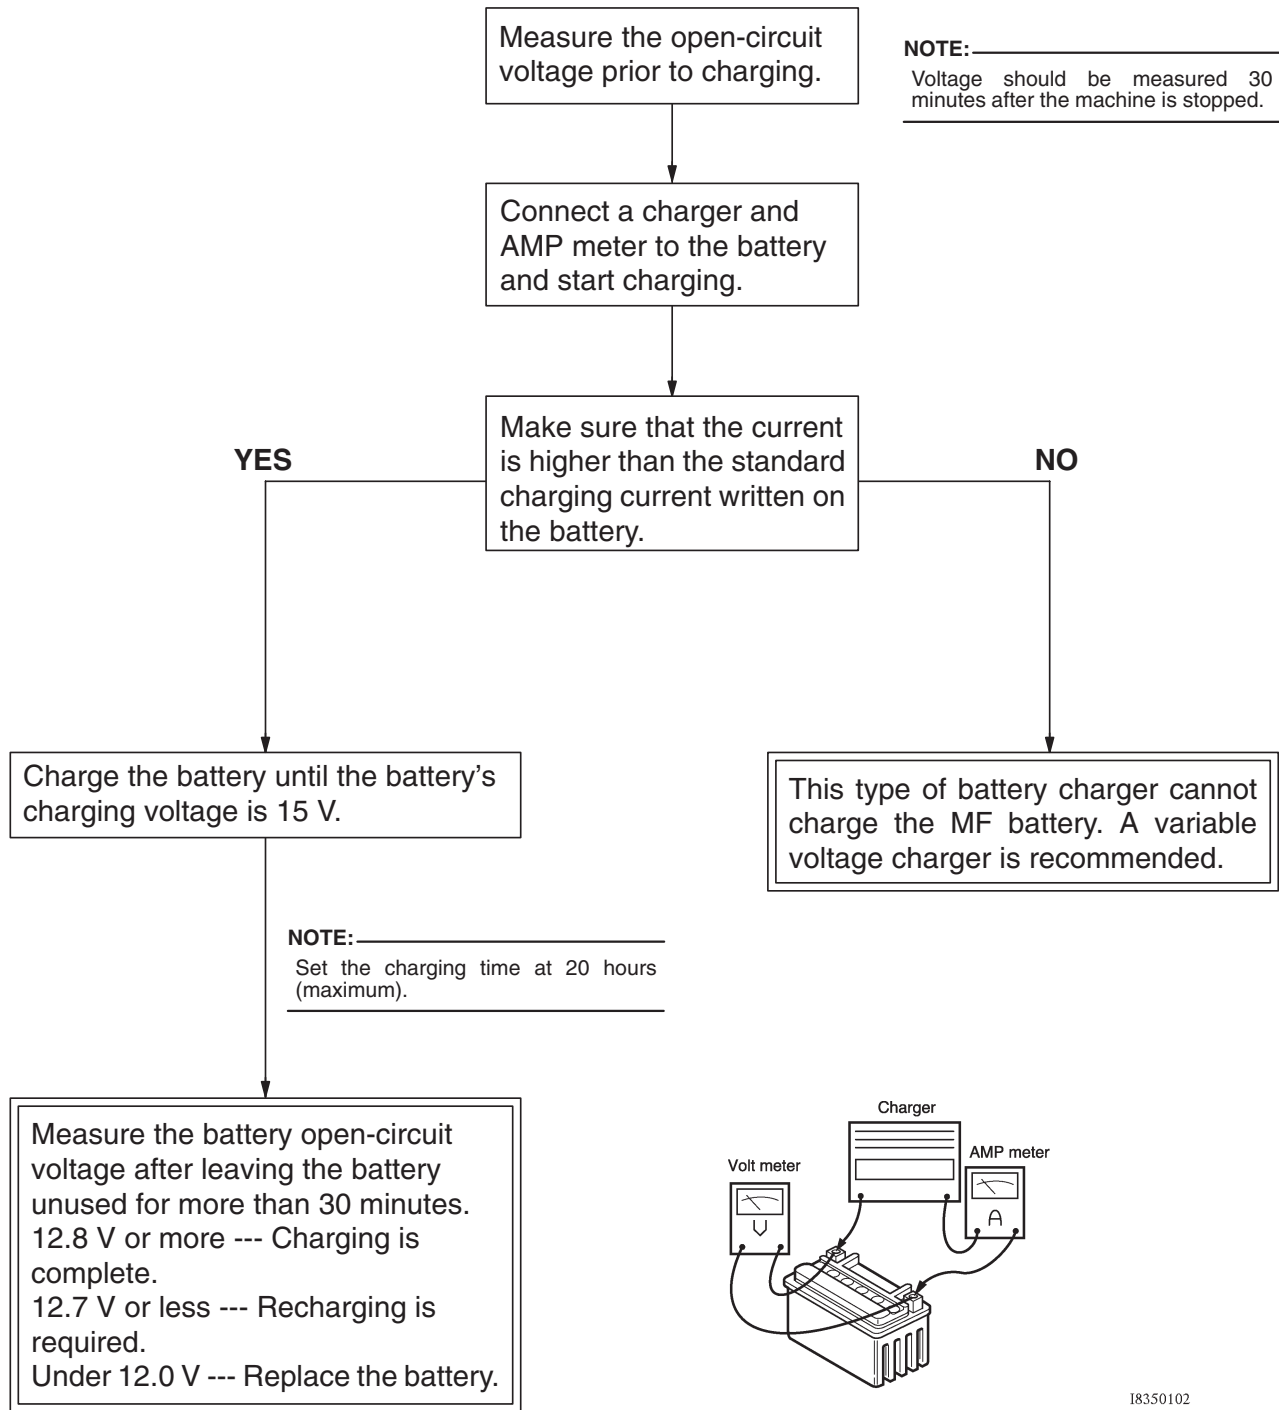 Measure the open-circuit
voltage prior to charging.
NOTE:
Voltage should be measured 30
minutes after the machine is stopped.
Connect a charger and
AMP meter to the battery
and start charging.
Make sure that the current
is higher than the standard
charging current written on
the battery.
YES
NO
Charge the battery until the battery's
charging voltage is 15 V.
This type of battery charger cannot
charge the MF battery. A variable
voltage charger is recommended.
NOTE:
Set the charging time at 20 hours
(maximum).
Measure the battery open-circuit
voltage after leaving the battery
unused for more than 30 minutes.
12.8 V or more --- Charging is
complete.
12.7 V or less --- Recharging is
required.
Under 12.0 V --- Replace the battery.
Charger
Volt meter
AMP meter
V
A
I8350102